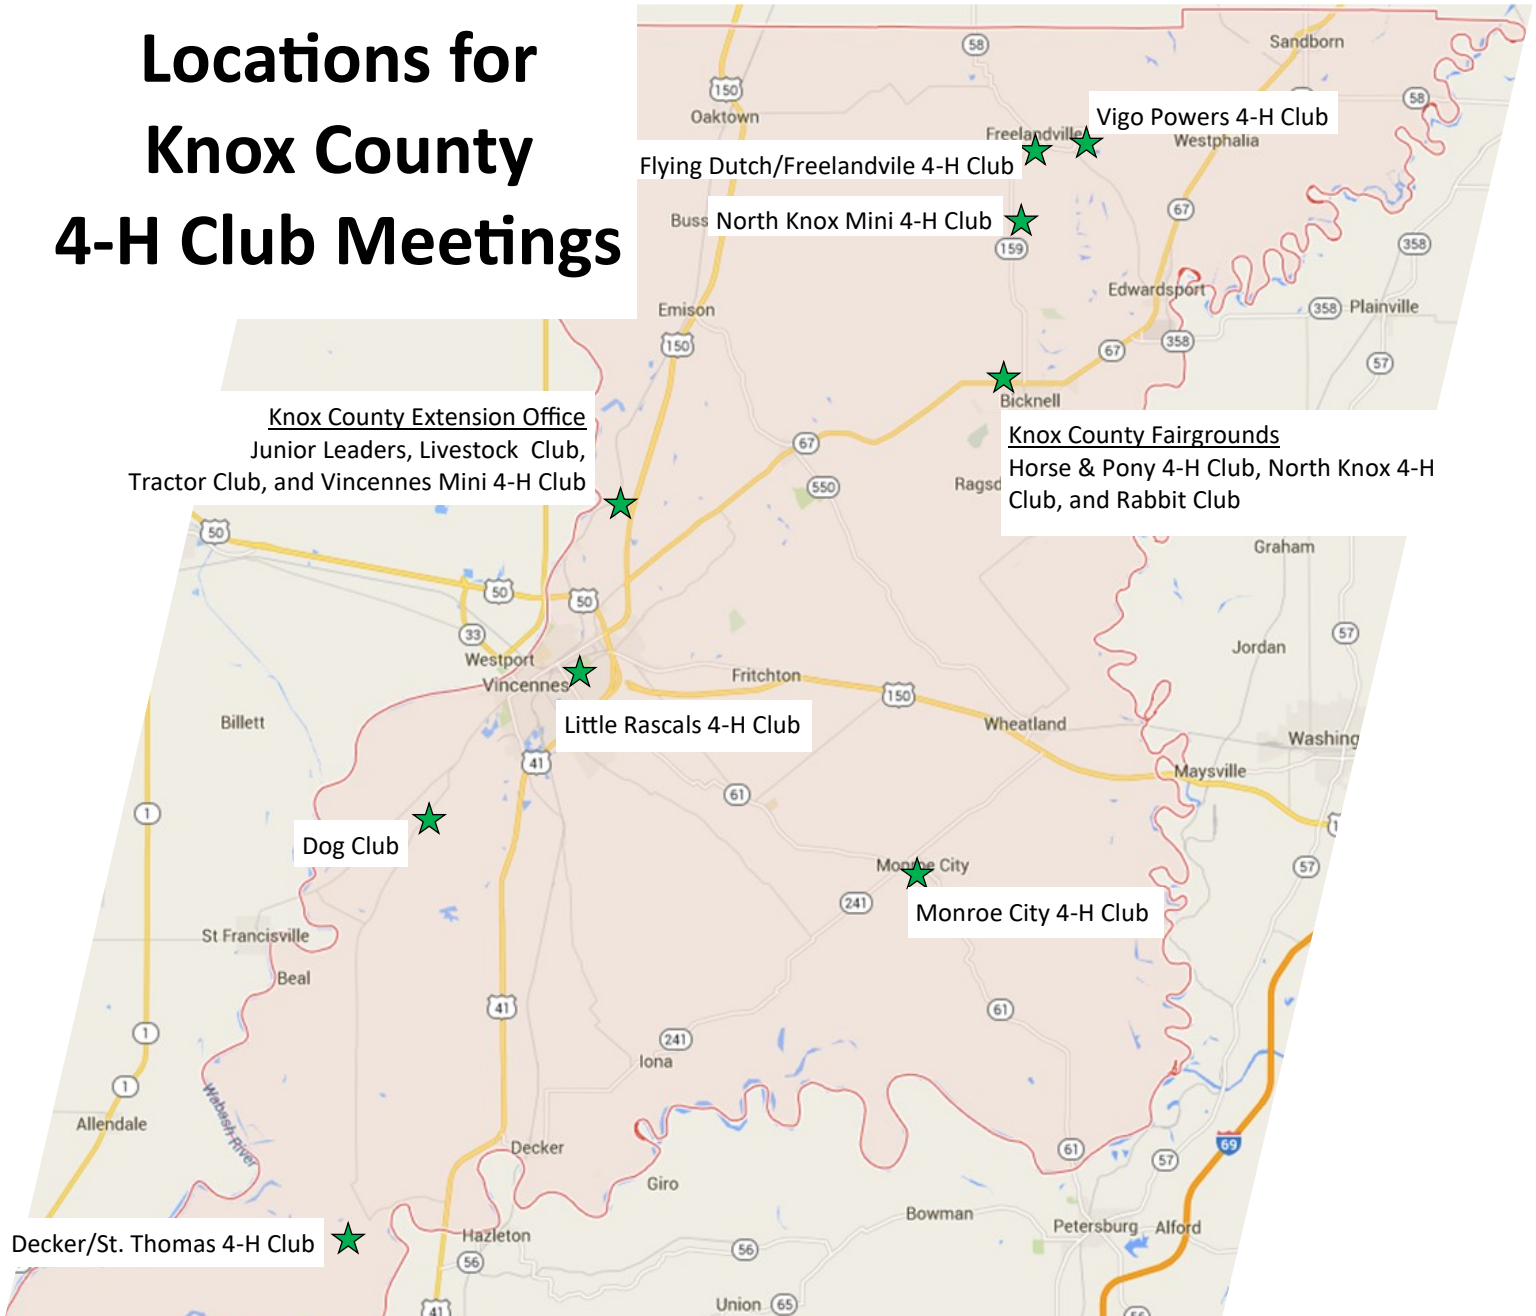 Locations for
Knox County
4-H Club Meetings
58
Sandborn
150
Oaktown
58
Vigo Powers 4-H Club
Freelandville
Westphalia
Flying Dutch/Freelandvile 4-H Club
Buss
North Knox Mini 4-H Club
67
159
358
Edwardsport
Emison
358
Plainville
150
67
358
57
Bicknell
Knox County Extension Office
Junior Leaders, Livestock Club,
Tractor Club, and Vincennes Mini 4-H Club
67
Knox County Fairgrounds
Horse & Pony 4-H Club, North Knox 4-H
Club, and Rabbit Club
550
Ragsd
50
Graham
50
50
33
57
Jordan
Westport
Vincennes
Fritchton
150
Billett
Little Rascals 4-H Club
Wheatland
Washing
41
Maysville
61
1
1
Dog Club
Monroe City
57
241
Monroe City 4-H Club
St Francisville
Beal
41
61
1
241
Iona
1
Wabash River
Allendale
Decker
61
69
57
Giro
Bowman
Petersburg
Alford
Hazleton
Decker/St. Thomas 4-H Club
56
56
Union
65
41
56